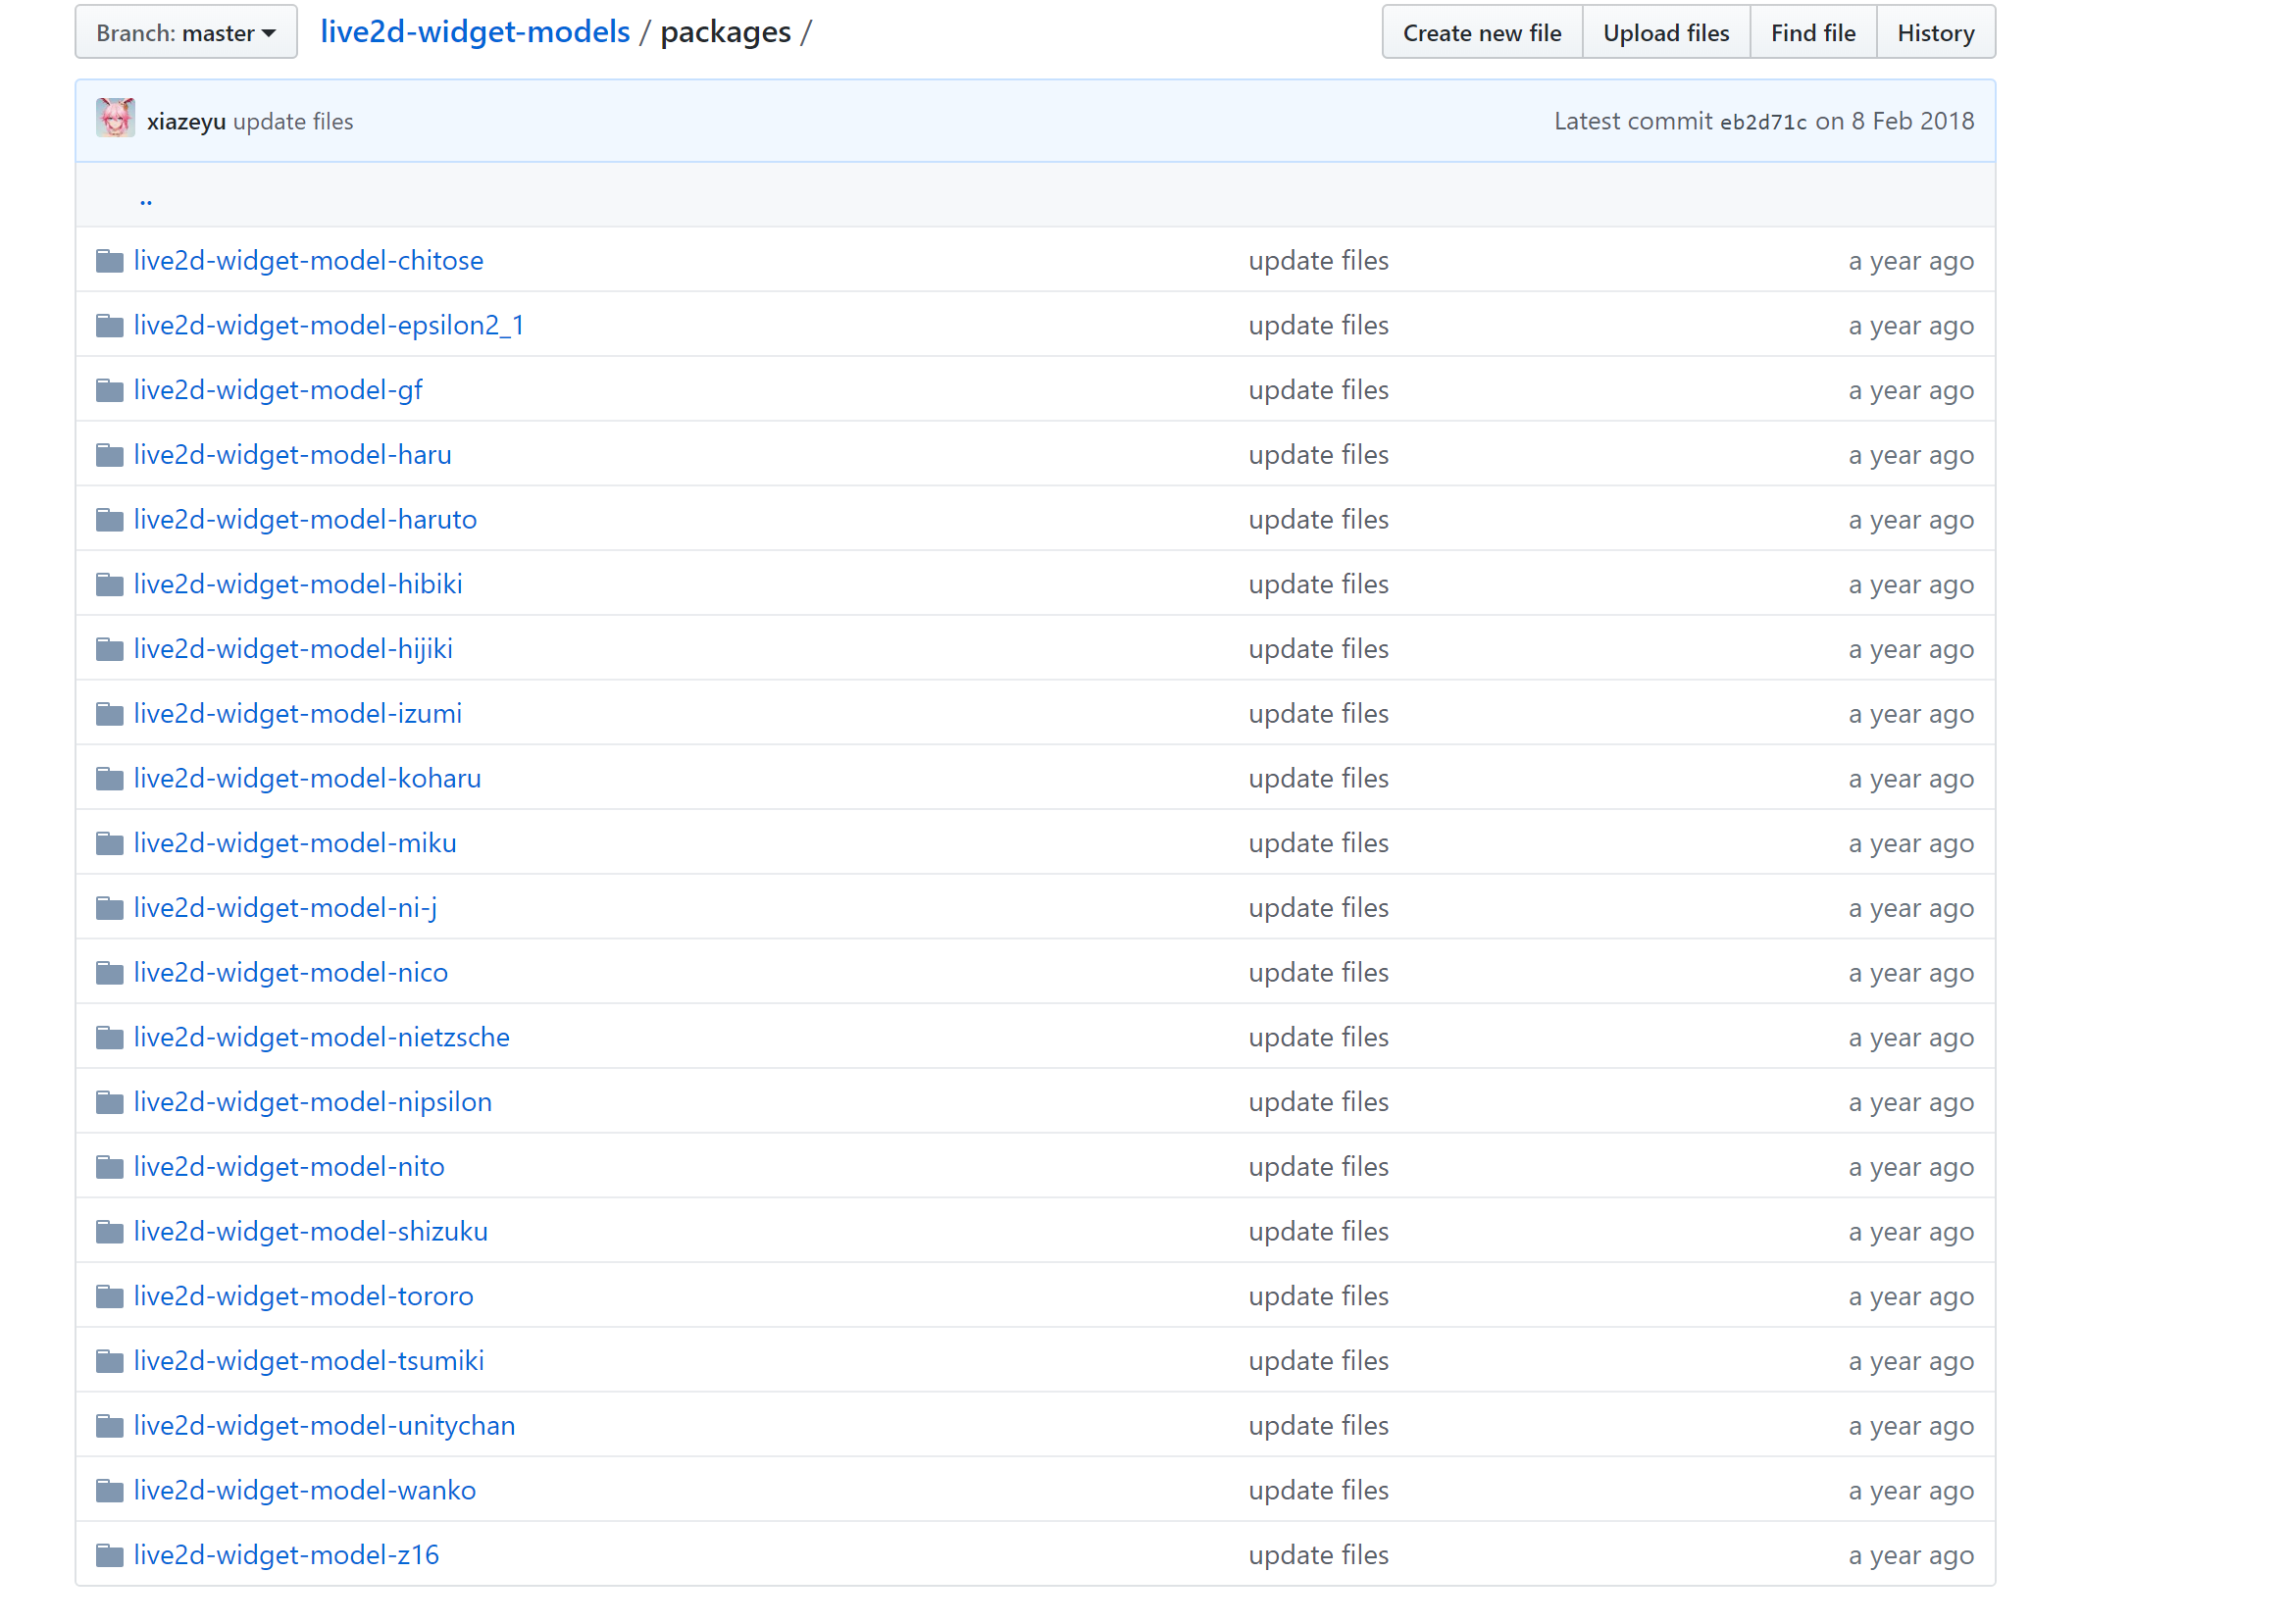 Branch: master live2d-widget-models / packages / Create new file Upload files Find file History
xiazeyu update files Latest commit eb2d71c on 8 Feb 2018
..
live2d-widget-model-chitose update files a year ago
live2d-widget-model-epsilon2_1 update files a year ago
live2d-widget-model-gf update files a year ago
live2d-widget-model-haru update files a year ago
live2d-widget-model-haruto update files a year ago
live2d-widget-model-hibiki update files a year ago
live2d-widget-model-hijiki update files a year ago
live2d-widget-model-izumi update files a year ago
live2d-widget-model-koharu update files a year ago
live2d-widget-model-miku update files a year ago
live2d-widget-model-ni-j update files a year ago
live2d-widget-model-nico update files a year ago
live2d-widget-model-nietzsche update files a year ago
live2d-widget-model-nipsilon update files a year ago
live2d-widget-model-nito update files a year ago
live2d-widget-model-shizuku update files a year ago
live2d-widget-model-tororo update files a year ago
live2d-widget-model-tsumiki update files a year ago
live2d-widget-model-unitychan update files a year ago
live2d-widget-model-wanko update files a year ago
live2d-widget-model-z16 update files a year ago